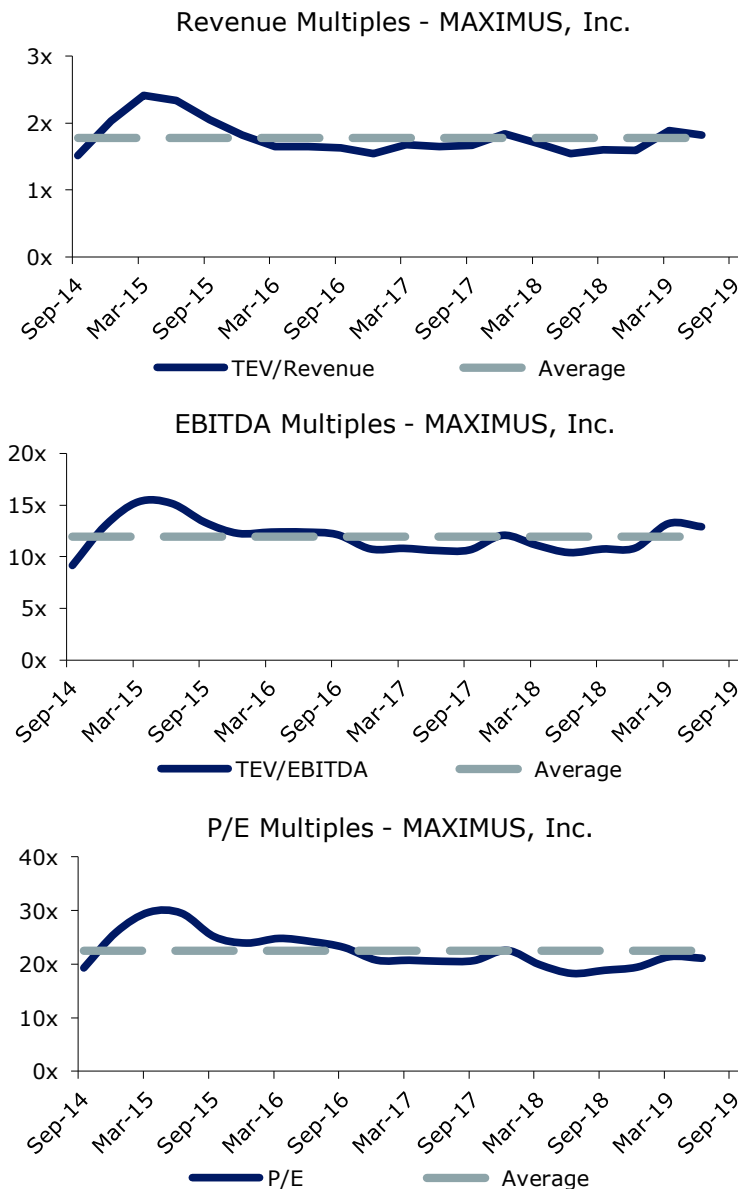 Revenue Multiples - MAXIMUS, Inc.
3x
2x
1x
0x
Sep-14 Mar-15 Sep-15 Mar-16 Sep-16 Mar-17 Sep-17 Mar-18 Sep-18 Mar-19 Sep-19
TEV/Revenue Average
EBITDA Multiples - MAXIMUS, Inc.
20x
15x
10x
5x
0x
Sep-14 Mar-15 Sep-15 Mar-16 Sep-16 Mar-17 Sep-17 Mar-18 Sep-18 Mar-19 Sep-19
TEV/EBITDA Average
P/E Multiples - MAXIMUS, Inc.
40x
30x
20x
10x
0x
Sep-14 Mar-15 Sep-15 Mar-16 Sep-16 Mar-17 Sep-17 Mar-18 Sep-18 Mar-19 Sep-19
P/E Average